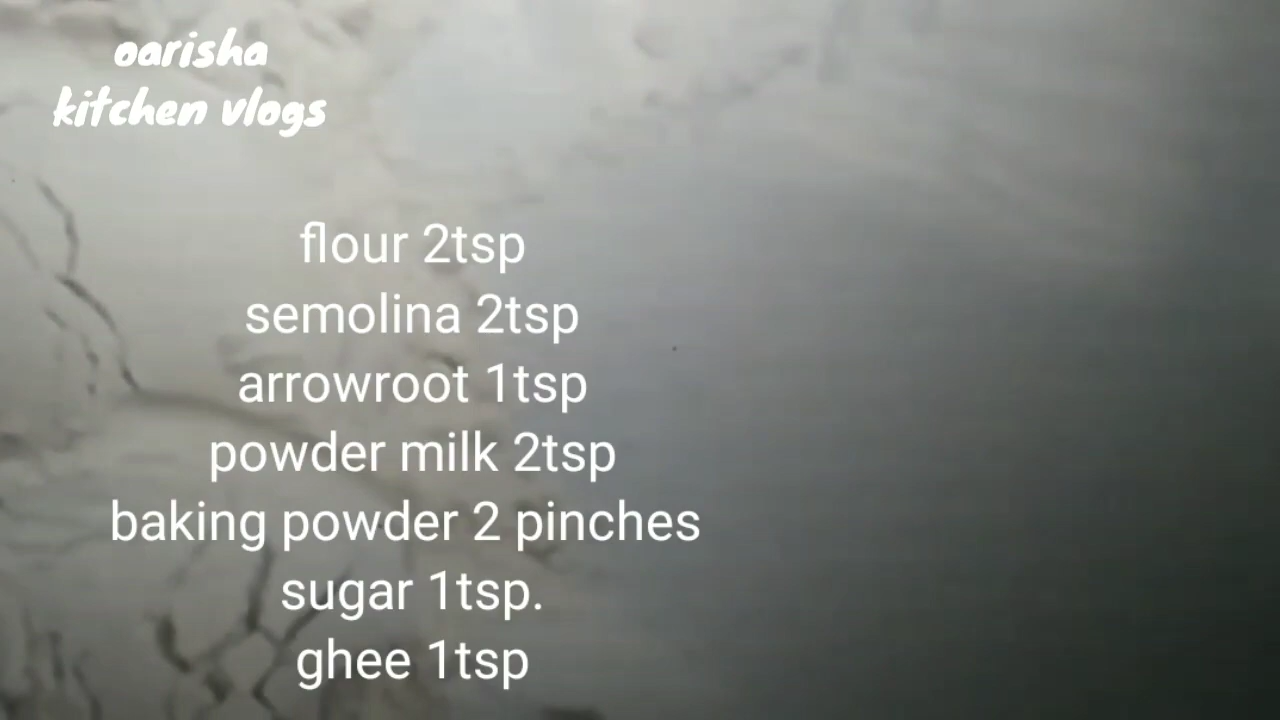 oarisha
kitchen vlogs
flour 2tsp
semolina 2tsp
arrowroot 1tsp
powder milk 2tsp
baking powder 2 pinches
sugar 1tsp.
ghee 1tsp